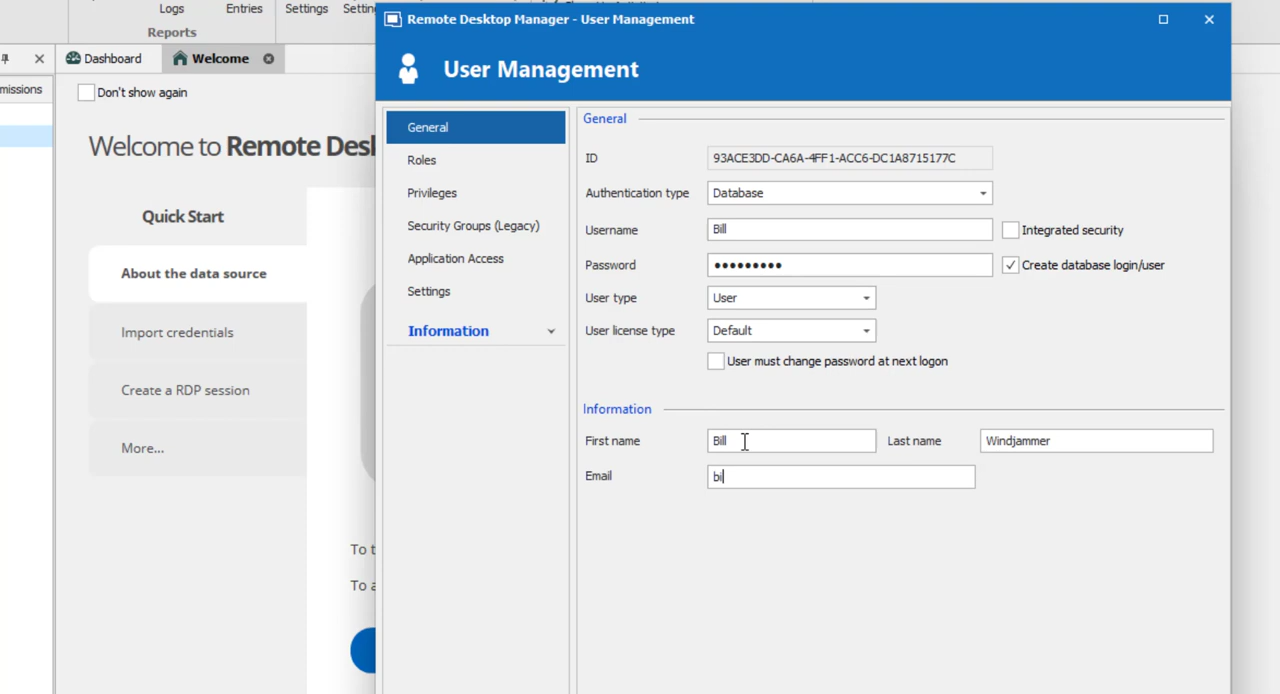 Remote Desktop Manager - User Management
Logs
Entries
Settings
Reports
Dashboard
Welcome
User Management
missions
Don't show again
Welcome to Remote Desk
Quick Start
About the data source
Import credentials
Create a RDP session
More...
To t
To a
General
Roles
Privileges
Security Groups (Legacy)
Application Access
Settings
Information
General
ID 93ACE3DD-CA6A-4FF1-ACC6-DC1A8715177C
Authentication type Database
Username Bill Integrated security
Password ●●●●●●●●● Create database login/user
User type User
User license type Default
User must change password at next logon
Information
First name Bill Last name Windjammer
Email bi